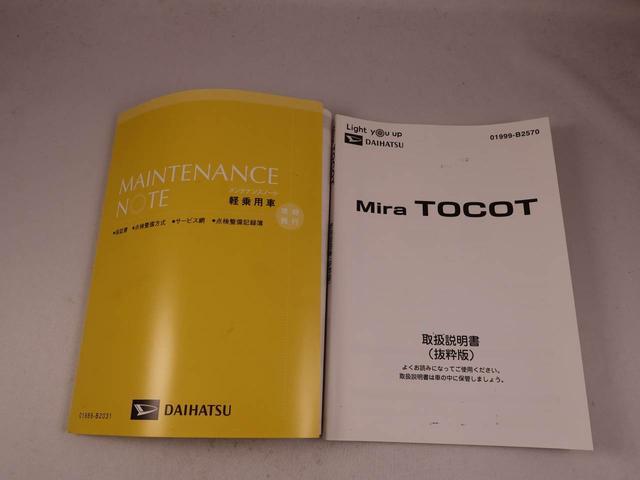 MAINTENANCE
NOTE
メンテナンスノート
軽乗用車
•保証書 •点検整備方式 •サービス網 •点検整備記録簿
DAIHATSU
01999-B2031
Light you up
DAIHATSU
01999-B2570
Mira TOCOT
取扱説明書
(抜粋版)
よくお読みになってご使用ください。
取扱説明書は車の中に保管しましょう。
TOCOT